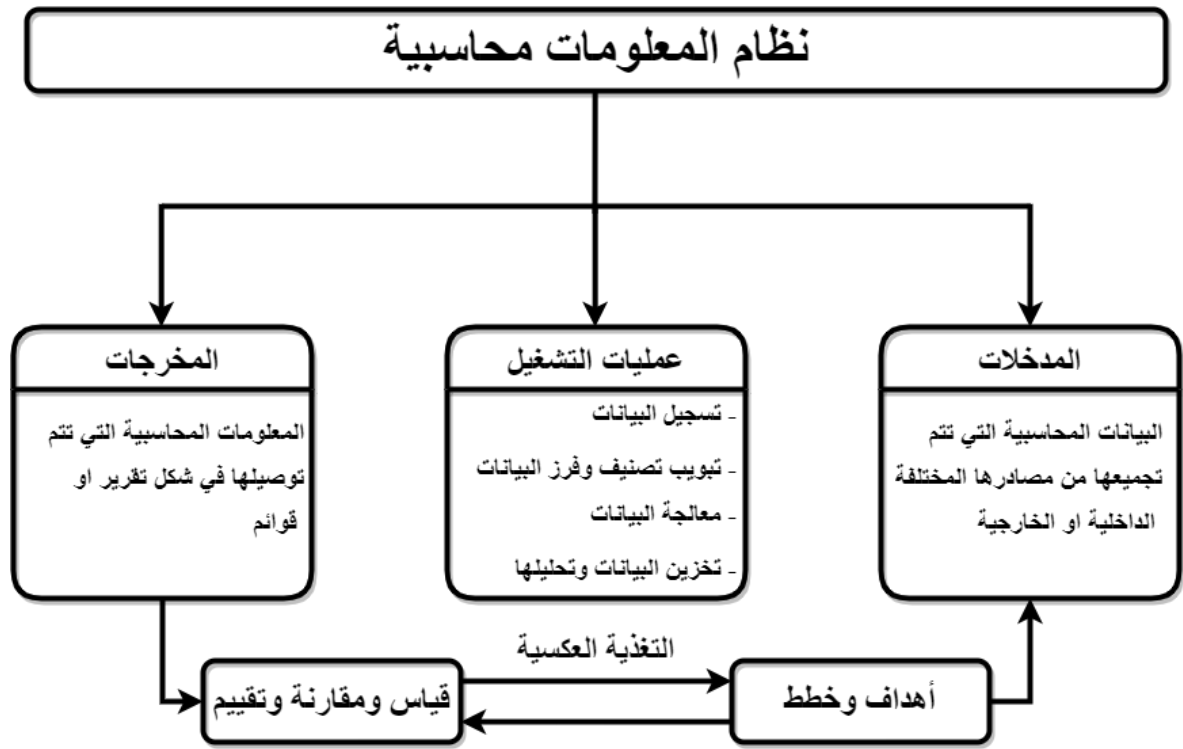 نظام المعلومات محاسبية
المدخلات
البيانات المحاسبية التي تتم
تجميعها من مصادرها المختلفة
الداخلية او الخارجية
عمليات التشغيل
- تسجيل البيانات
- تبويب تصنيف وفرز البيانات
- معالجة البيانات
- تخزين البيانات وتحليلها
المخرجات
المعلومات المحاسبية التي تتم
توصيلها في شكل تقرير او
قوائم
التغذية العكسية
أهداف وخطط
قياس ومقارنة وتقييم